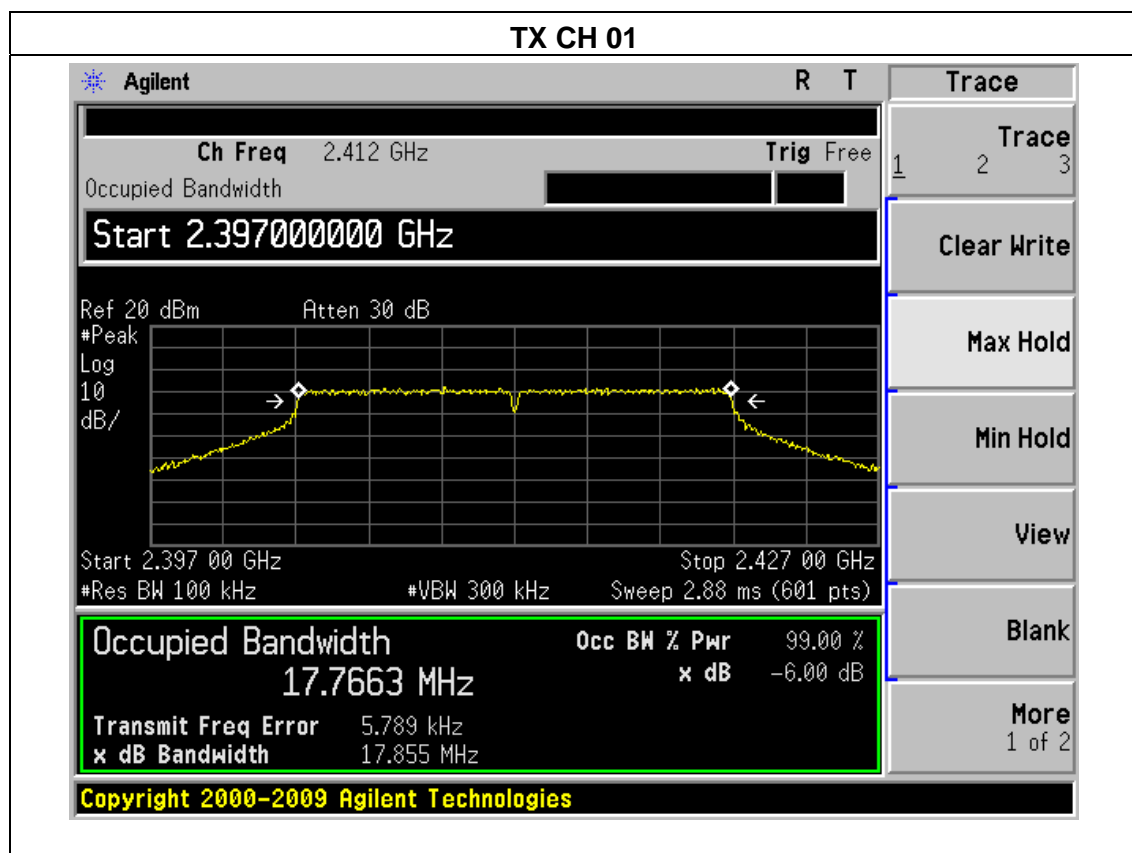 TX CH 01
Agilent R T
Trace
Ch Freq 2.412 GHz Trig Free
Occupied Bandwidth
Start 2.397000000 GHz
Ref 20 dBm Atten 30 dB
#Peak
Log
10
dB/
Start 2.397 00 GHz Stop 2.427 00 GHz
#Res BW 100 kHz #VBW 300 kHz Sweep 2.88 ms (601 pts)
Occupied Bandwidth Occ BW % Pwr 99.00 %
17.7663 MHz x dB -6.00 dB
Transmit Freq Error 5.789 kHz
x dB Bandwidth 17.855 MHz
Trace
1 2 3
Clear Write
Max Hold
Min Hold
View
Blank
More
1 of 2
Copyright 2000-2009 Agilent Technologies